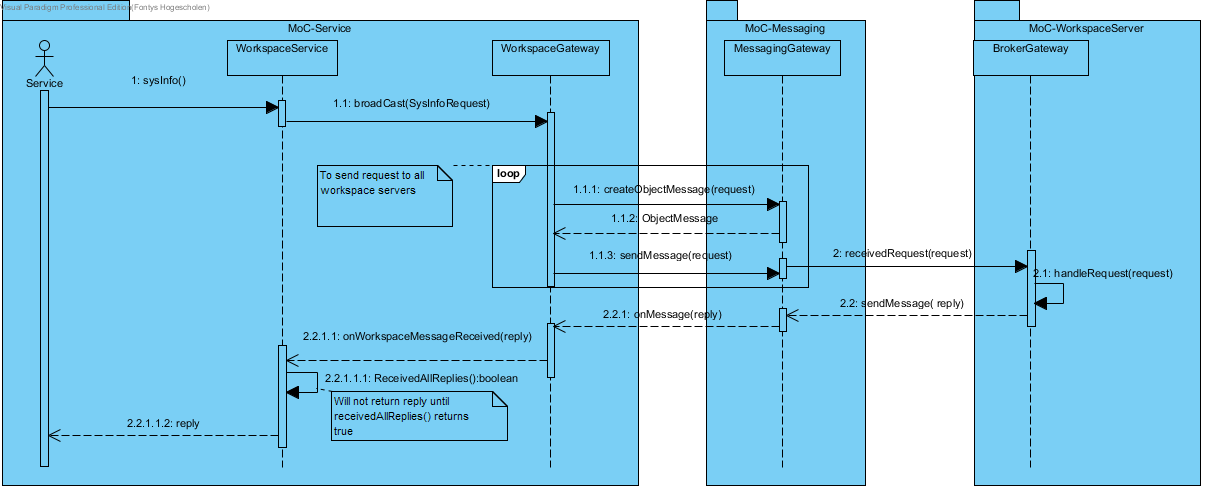 Visual Paradigm Professional Edition(Fontys Hogescholen)
MoC-Service
MoC-Messaging
MoC-WorkspaceServer
WorkspaceService
WorkspaceGateway
MessagingGateway
BrokerGateway
Service
1: sysInfo()
1.1: broadCast(SysInfoRequest)
To send request to all
workspace servers
loop
1.1.1: createObjectMessage(request)
1.1.2: ObjectMessage
1.1.3: sendMessage(request)
2: receivedRequest(request)
2.1: handleRequest(request)
2.2: sendMessage( reply)
2.2.1: onMessage(reply)
2.2.1.1: onWorkspaceMessageReceived(reply)
2.2.1.1.1: ReceivedAllReplies():boolean
Will not return reply until
receivedAllReplies() returns
true
2.2.1.1.2: reply